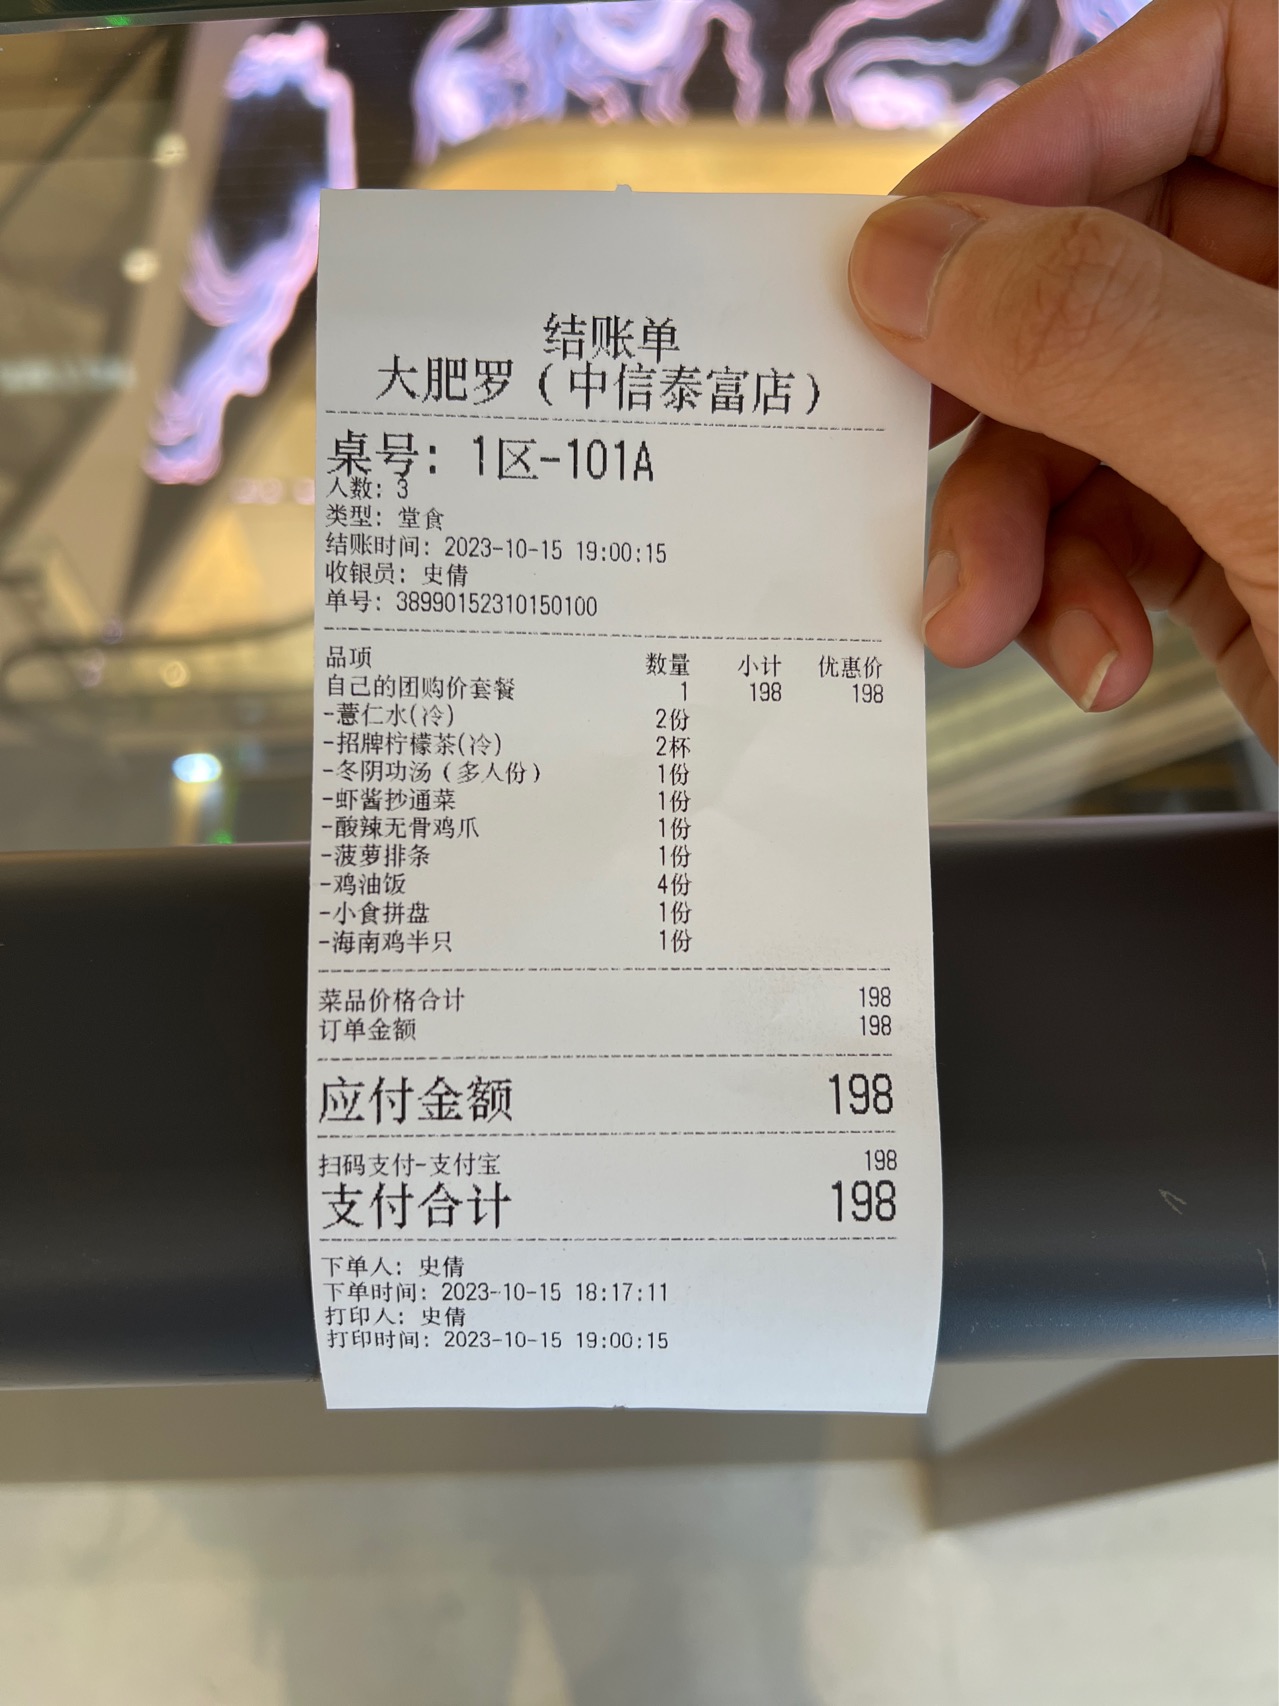 结账单
大肥罗（中信泰富店）
桌号：1区-101A
人数：3
类型：堂食
结账时间：2023-10-15 19:00:15
收银员：史倩
单号：38990152310150100
品项 数量 小计 优惠价
自己的团购价套餐 1 198 198
-薏仁水(冷) 2份
-招牌柠檬茶(冷) 2杯
-冬阴功汤（多人份） 1份
-虾酱抄通菜 1份
-酸辣无骨鸡爪 1份
-菠萝排条 1份
-鸡油饭 4份
-小食拼盘 1份
-海南鸡半只 1份
菜品价格合计 198
订单金额 198
应付金额 198
扫码支付-支付宝 198
支付合计 198
下单人：史倩
下单时间：2023-10-15 18:17:11
打印人：史倩
打印时间：2023-10-15 19:00:15